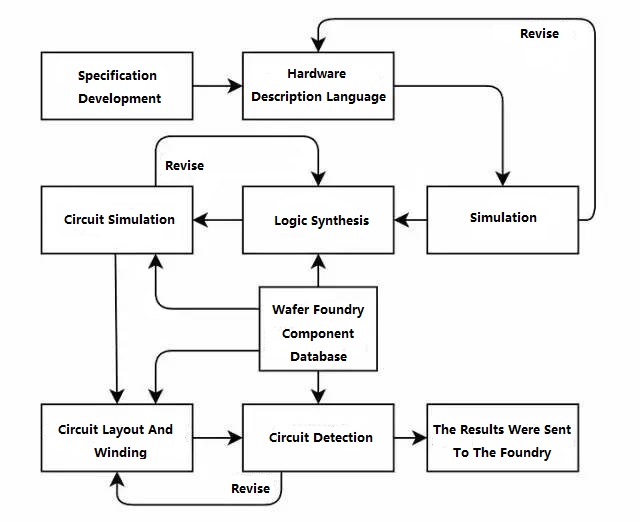 Revise
Specification
Development
Hardware
Description Language
Revise
Circuit Simulation
Logic Synthesis
Simulation
Wafer Foundry
Component
Database
Circuit Layout And
Winding
Circuit Detection
The Results Were Sent
To The Foundry
Revise